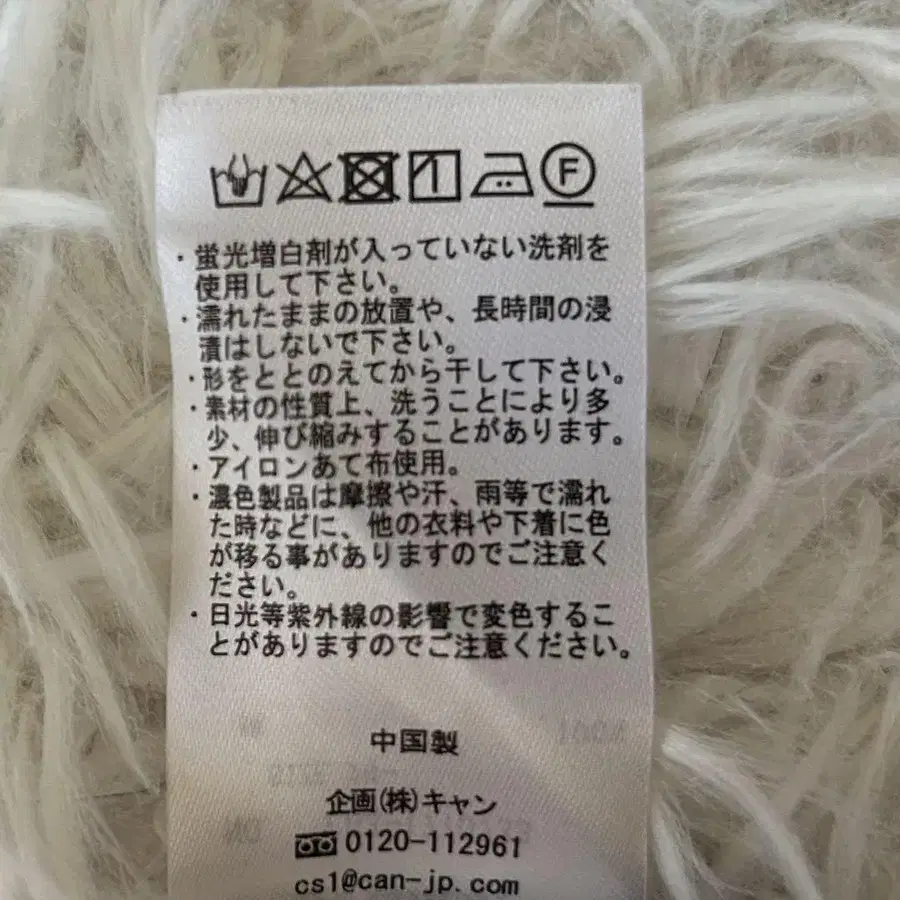 F
・蛍光増白剤が入っていない洗剤を
使用して下さい。
・濡れたままの放置や、長時間の浸
漬はしないで下さい。
・形をととのえてから干して下さい。
・素材の性質上、洗うことにより多
少、伸び縮みすることがあります。
・アイロンあて布使用。
・濃色製品は摩擦や汗、雨等で濡れ
た時などに、他の衣料や下着に色
が移る事がありますのでご注意く
ださい。
・日光等紫外線の影響で変色するこ
とがありますのでご注意ください。
中国製
企画(株)キャン
0120-112961
cs1@can-jp.com